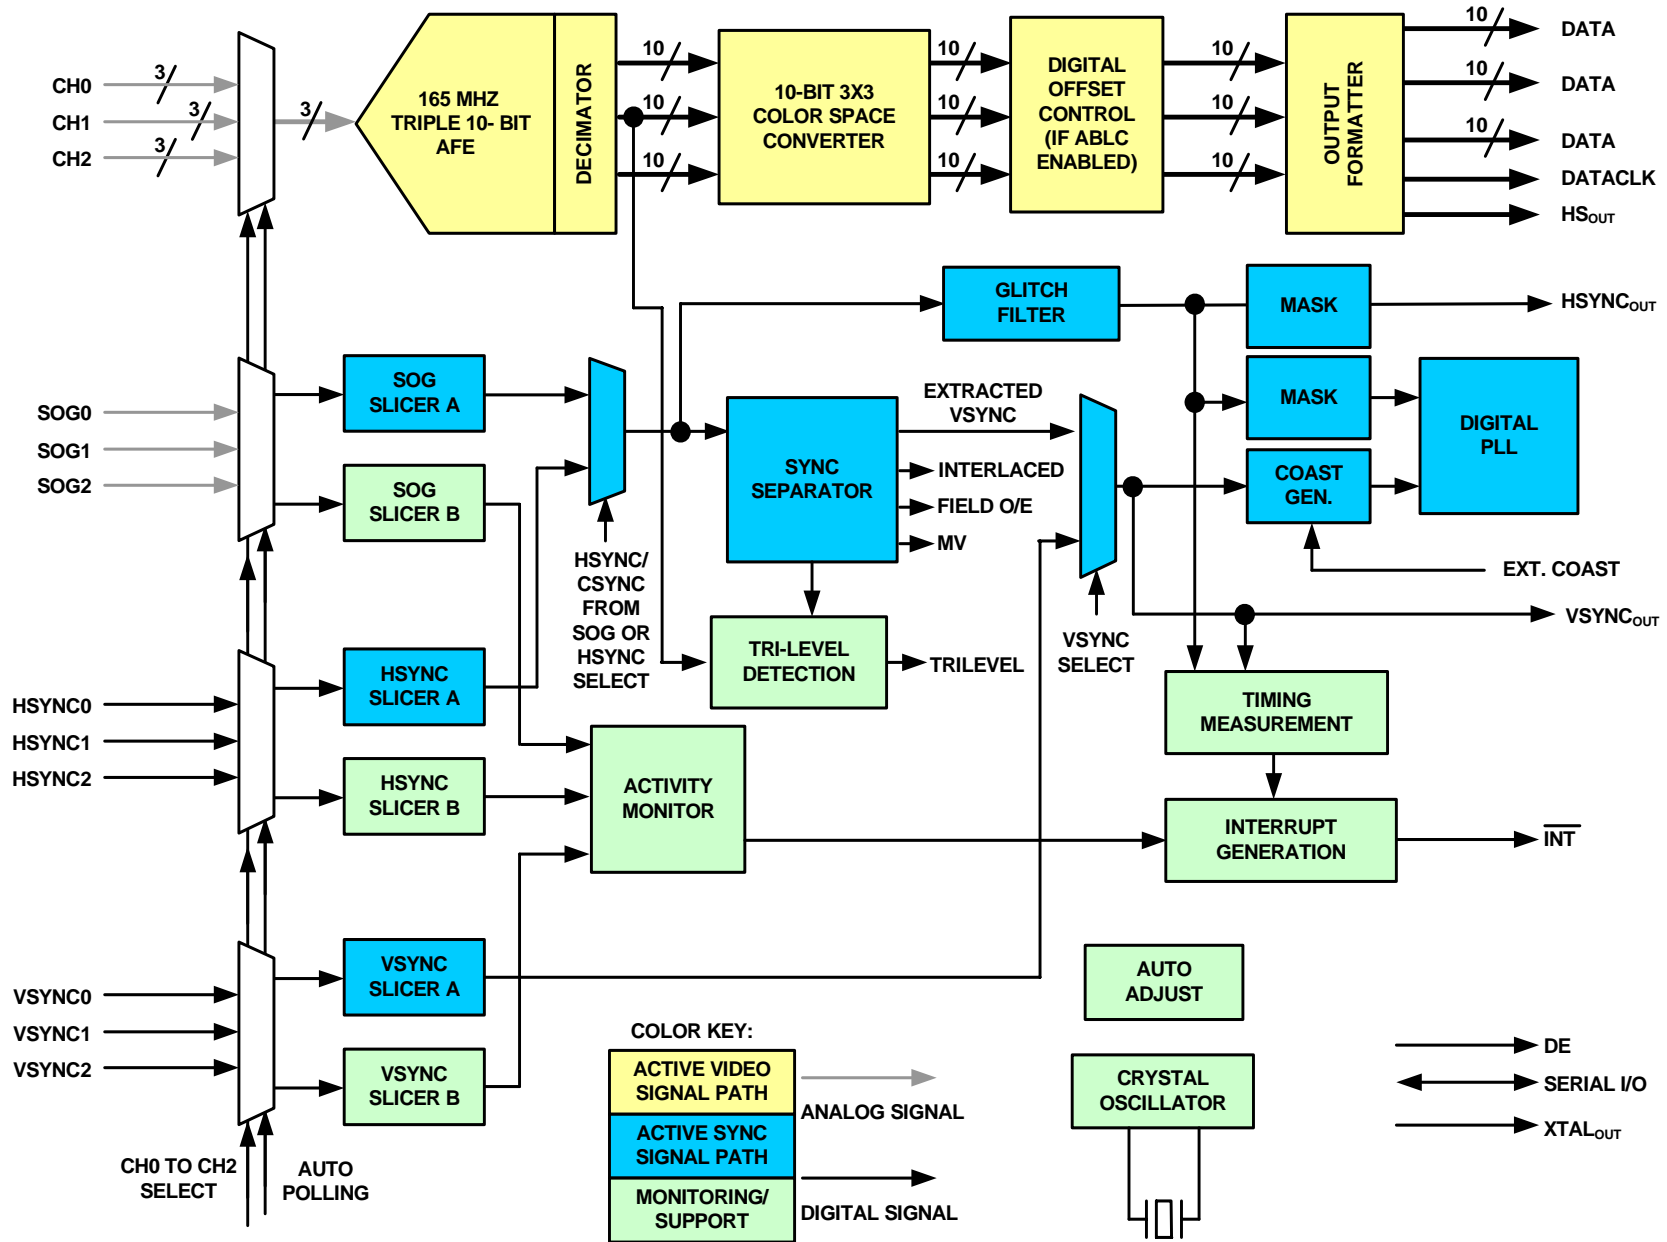 CH0
CH1
CH2
3
3
3
3
165 MHZ
TRIPLE 10- BIT
AFE
DECIMATOR
10
10
10
10-BIT 3X3
COLOR SPACE
CONVERTER
10
10
10
DIGITAL
OFFSET
CONTROL
(IF ABLC
ENABLED)
10
10
10
OUTPUT
FORMATTER
10
10
10
DATA
DATA
DATA
DATACLK
HSOUT
GLITCH
FILTER
MASK
HSYNCOUT
SOG0
SOG1
SOG2
SOG
SLICER A
SOG
SLICER B
HSYNC/
CSYNC
FROM
SOG OR
HSYNC
SELECT
SYNC
SEPARATOR
EXTRACTED
VSYNC
INTERLACED
FIELD O/E
MV
MASK
COAST
GEN.
DIGITAL
PLL
EXT. COAST
VSYNC
SELECT
VSYNCOUT
TRI-LEVEL
DETECTION
TRILEVEL
HSYNC0
HSYNC1
HSYNC2
HSYNC
SLICER A
HSYNC
SLICER B
ACTIVITY
MONITOR
TIMING
MEASUREMENT
INTERRUPT
GENERATION
INT
VSYNC0
VSYNC1
VSYNC2
VSYNC
SLICER A
VSYNC
SLICER B
AUTO
ADJUST
CRYSTAL
OSCILLATOR
DE
SERIAL I/O
XTALOUT
CH0 TO CH2
SELECT
AUTO
POLLING
COLOR KEY:
ACTIVE VIDEO
SIGNAL PATH
ACTIVE SYNC
SIGNAL PATH
MONITORING/
SUPPORT
ANALOG SIGNAL
DIGITAL SIGNAL